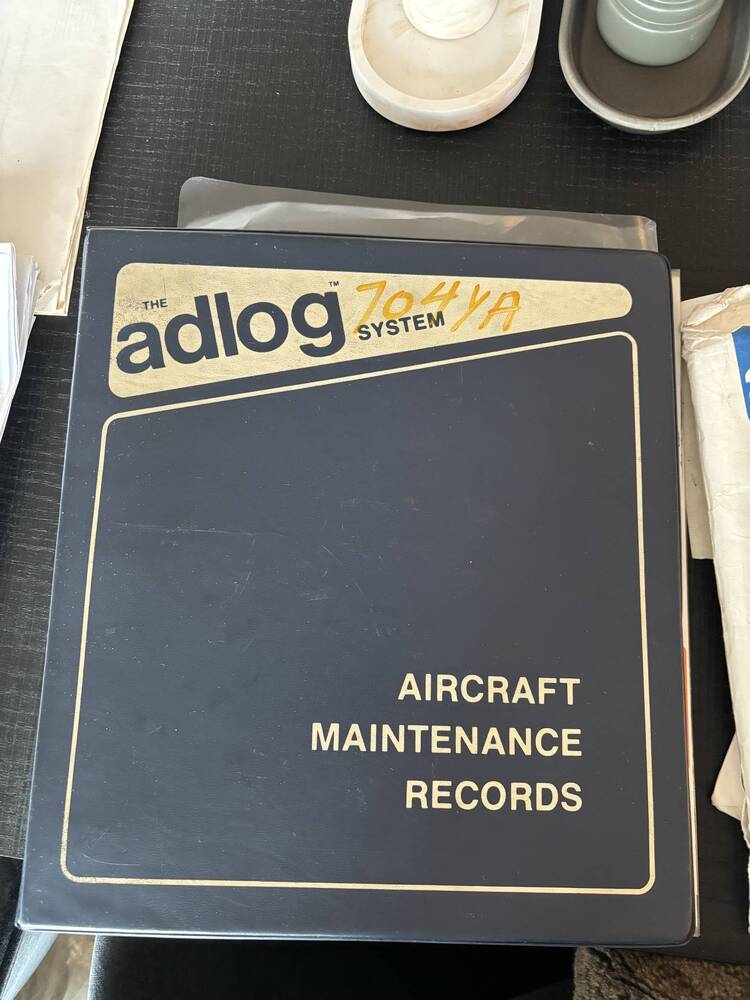 THE
adlog™ SYSTEM
704YA
AIRCRAFT
MAINTENANCE
RECORDS